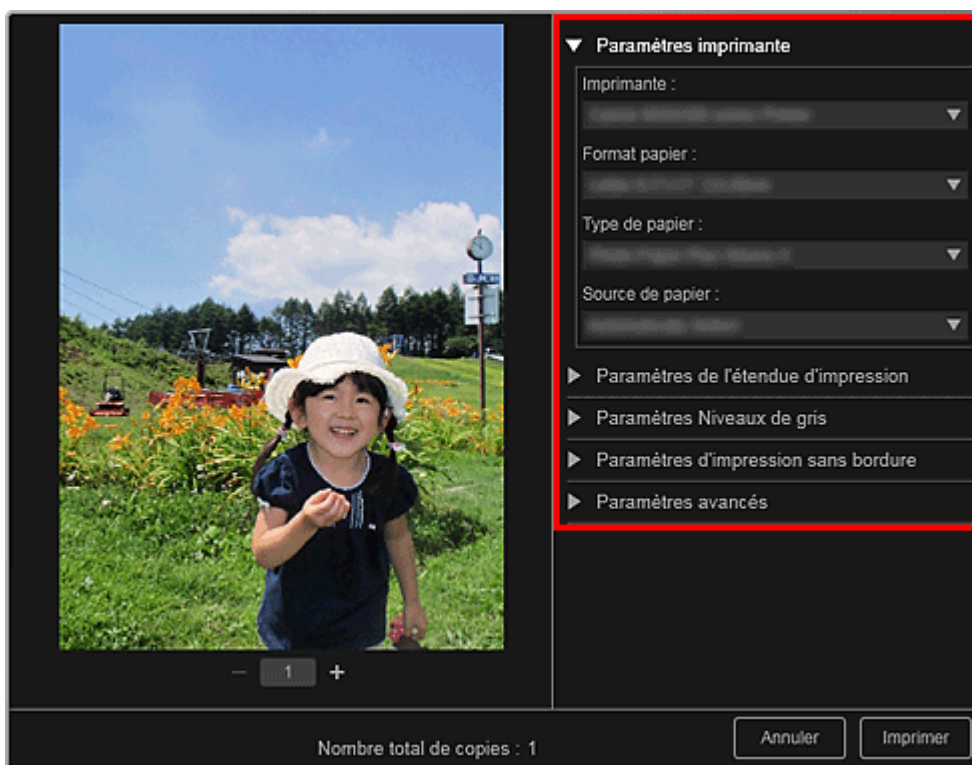 Paramètres imprimante
Imprimante :
Format papier :
Type de papier :
Source de papier :
Paramètres de l'étendue d'impression
Paramètres Niveaux de gris
Paramètres d'impression sans bordure
Paramètres avancés
1
Nombre total de copies : 1
Annuler
Imprimer